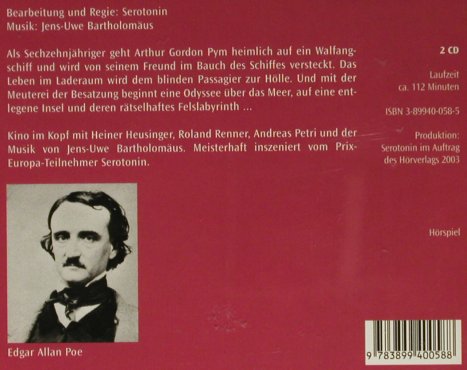 Bearbeitung und Regie: Serotonin
Musik: Jens-Uwe Bartholomäus
Als Sechzehnjähriger geht Arthur Gordon Pym heimlich auf ein Walfang-
schiff und wird von seinem Freund im Bauch des Schiffes versteckt. Das
Leben im Laderaum wird dem blinden Passagier zur Hölle. Und mit der
Meuterei der Besatzung beginnt eine Odyssee über das Meer, auf eine ent-
legene Insel und deren rätselhaftes Felslabyrinth ...
Kino im Kopf mit Heiner Heusinger, Roland Renner, Andreas Petri und der
Musik von Jens-Uwe Bartholomäus. Meisterhaft inszeniert vom Prix-
Europa-Teilnehmer Serotonin.
Edgar Allan Poe
2 CD
Laufzeit
ca. 112 Minuten
ISBN 3-89940-058-5
Produktion:
Serotonin im Auftrag
des Hörverlags 2003
Hörspiel
9 783899 400588